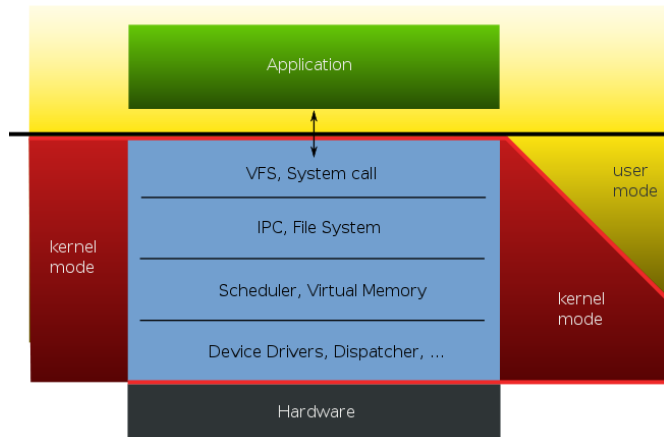 Application
VFS, System call
user
mode
IPC, File System
kernel
mode
Scheduler, Virtual Memory
kernel
mode
Device Drivers, Dispatcher, ...
Hardware